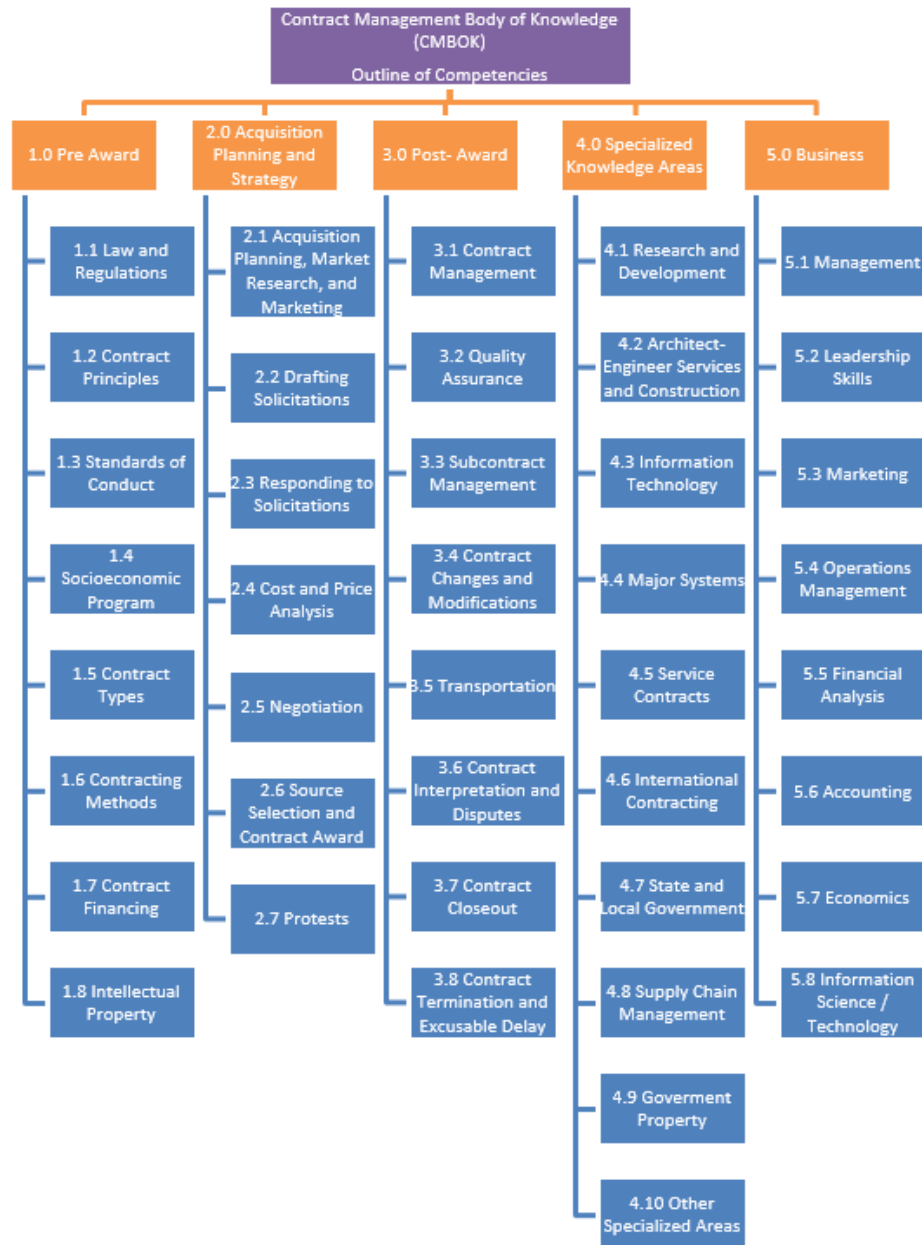 Contract Management Body of Knowledge
(CMBOK)
Outline of Competencies
1.0 Pre Award
1.1 Law and
Regulations
1.2 Contract
Principles
1.3 Standards of
Conduct
1.4
Socioeconomic
Program
1.5 Contract
Types
1.6 Contracting
Methods
1.7 Contract
Financing
1.8 Intellectual
Property
2.0 Acquisition
Planning and
Strategy
2.1 Acquisition
Planning, Market
Research, and
Marketing
2.2 Drafting
Solicitations
2.3 Responding to
Solicitations
2.4 Cost and Price
Analysis
2.5 Negotiation
2.6 Source
Selection and
Contract Award
2.7 Protests
3.0 Post- Award
3.1 Contract
Management
3.2 Quality
Assurance
3.3 Subcontract
Management
3.4 Contract
Changes and
Modifications
3.5 Transportation
3.6 Contract
Interpretation and
Disputes
3.7 Contract
Closeout
3.8 Contract
Termination and
Excusable Delay
4.0 Specialized
Knowledge Areas
4.1 Research and
Development
4.2 Architect-
Engineer Services
and Construction
4.3 Information
Technology
4.4 Major Systems
4.5 Service
Contracts
4.6 International
Contracting
4.7 State and
Local Government
4.8 Supply Chain
Management
4.9 Goverment
Property
4.10 Other
Specialized Areas
5.0 Business
5.1 Management
5.2 Leadership
Skills
5.3 Marketing
5.4 Operations
Management
5.5 Financial
Analysis
5.6 Accounting
5.7 Economics
5.8 Information
Science /
Technology